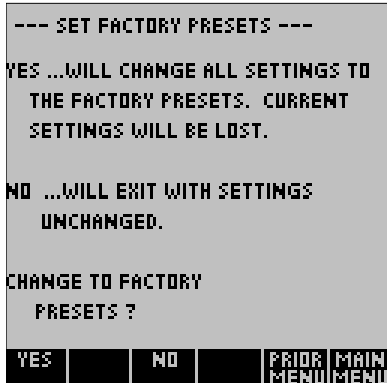 --- SET FACTORY PRESETS ---
YES ...WILL CHANGE ALL SETTINGS TO
THE FACTORY PRESETS. CURRENT
SETTINGS WILL BE LOST.
NO ...WILL EXIT WITH SETTINGS
UNCHANGED.
CHANGE TO FACTORY
PRESETS ?
YES NO PRIOR MAIN
MENU MENU